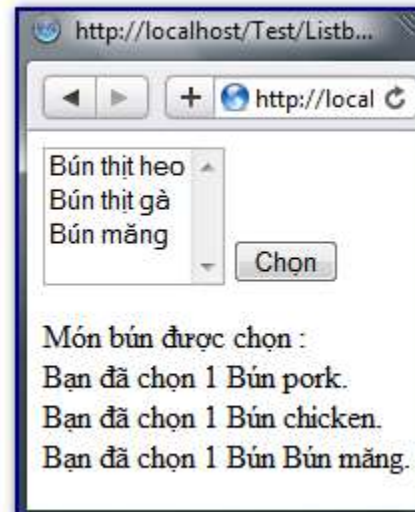 http://localhost/Test/Listb...
http://local
Bún thịt heo
Bún thịt gà
Bún măng
Chọn
Món bún được chọn :
Bạn đã chọn 1 Bún pork.
Bạn đã chọn 1 Bún chicken.
Bạn đã chọn 1 Bún Bún măng.